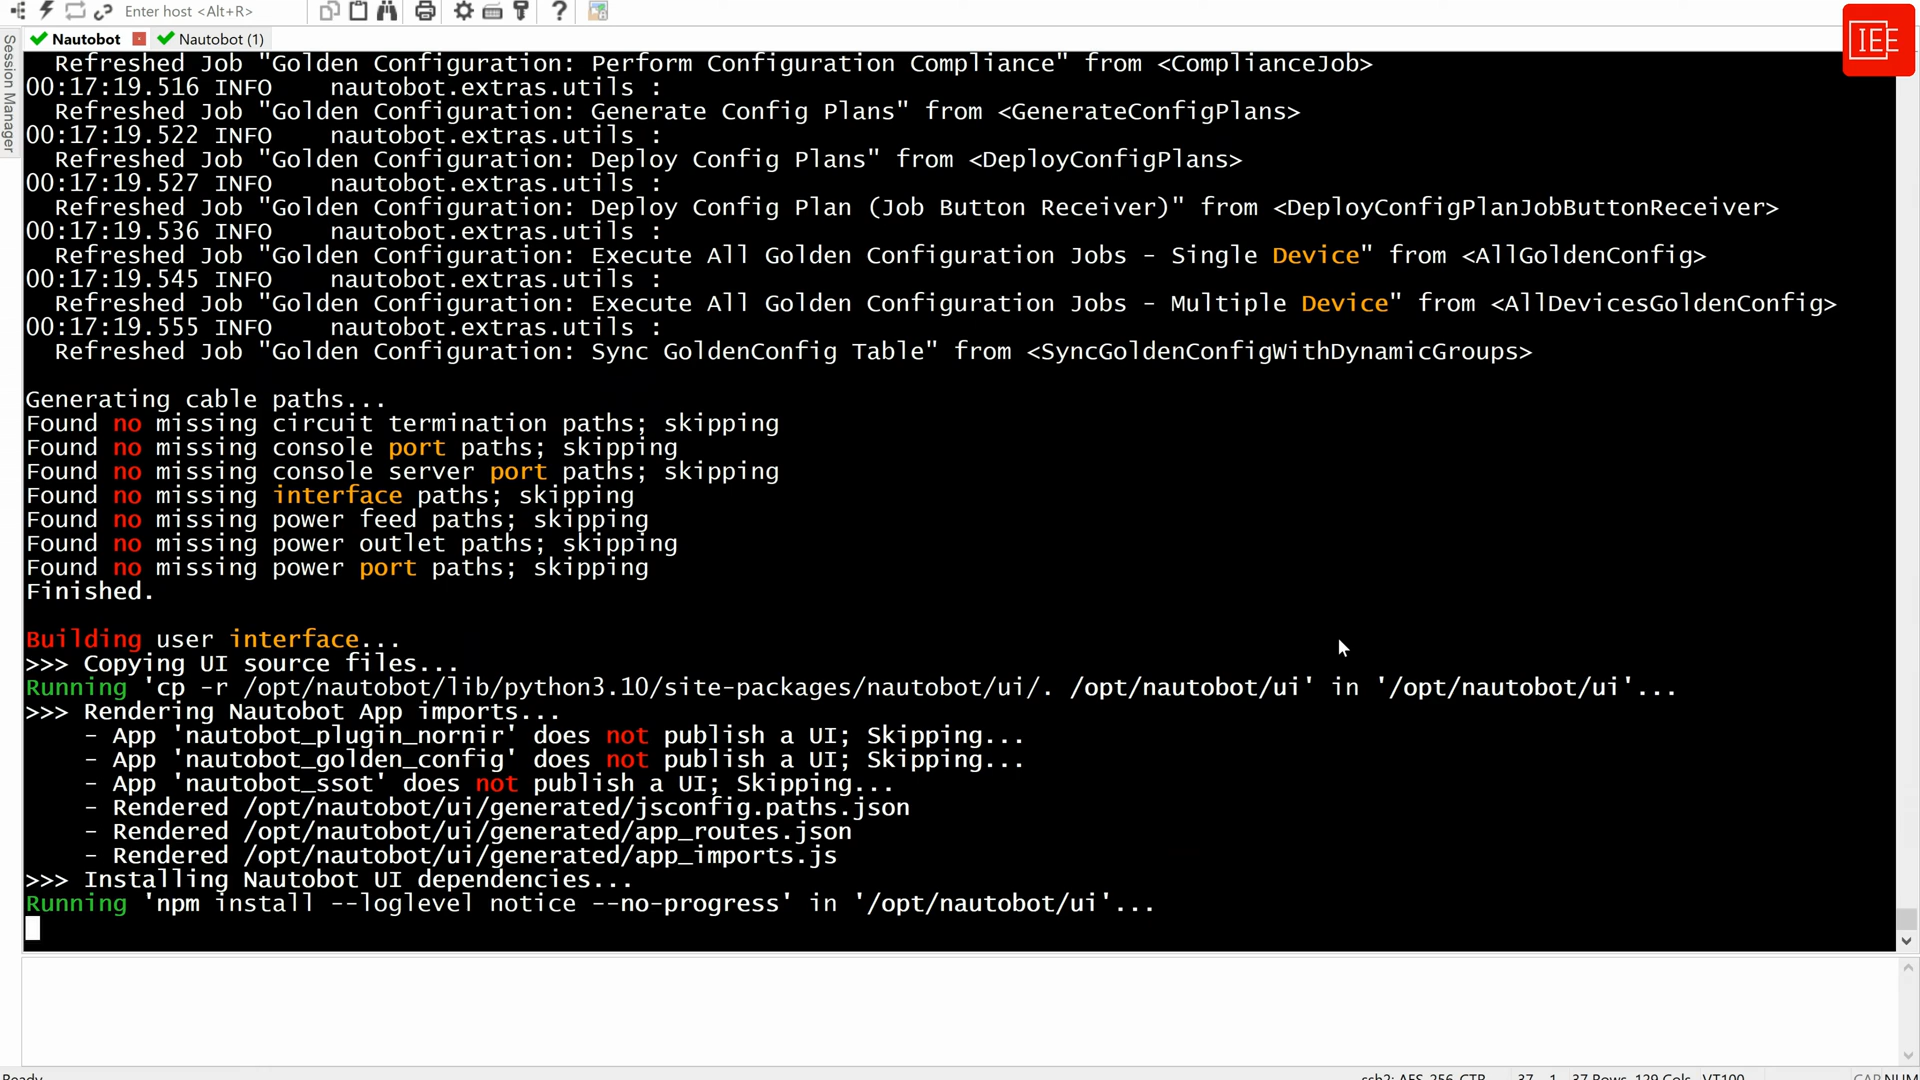 Enter host <Alt+R>
Session Manager
Nautobot
Nautobot (1)
IEE
Refreshed Job "Golden Configuration: Perform Configuration Compliance" from <ComplianceJob>
00:17:19.516 INFO    nautobot.extras.utils :
Refreshed Job "Golden Configuration: Generate Config Plans" from <GenerateConfigPlans>
00:17:19.522 INFO    nautobot.extras.utils :
Refreshed Job "Golden Configuration: Deploy Config Plans" from <DeployConfigPlans>
00:17:19.527 INFO    nautobot.extras.utils :
Refreshed Job "Golden Configuration: Deploy Config Plan (Job Button Receiver)" from <DeployConfigPlanJobButtonReceiver>
00:17:19.536 INFO    nautobot.extras.utils :
Refreshed Job "Golden Configuration: Execute All Golden Configuration Jobs - Single Device" from <AllGoldenConfig>
00:17:19.545 INFO    nautobot.extras.utils :
Refreshed Job "Golden Configuration: Execute All Golden Configuration Jobs - Multiple Device" from <AllDevicesGoldenConfig>
00:17:19.555 INFO    nautobot.extras.utils :
Refreshed Job "Golden Configuration: Sync GoldenConfig Table" from <SyncGoldenConfigWithDynamicGroups>
Generating cable paths...
Found no missing circuit termination paths; skipping
Found no missing console port paths; skipping
Found no missing console server port paths; skipping
Found no missing interface paths; skipping
Found no missing power feed paths; skipping
Found no missing power outlet paths; skipping
Found no missing power port paths; skipping
Finished.
Building user interface...
>>> Copying UI source files...
Running 'cp -r /opt/nautobot/lib/python3.10/site-packages/nautobot/ui/. /opt/nautobot/ui' in '/opt/nautobot/ui'...
>>> Rendering Nautobot App imports...
- App 'nautobot_plugin_nornir' does not publish a UI; Skipping...
- App 'nautobot_golden_config' does not publish a UI; Skipping...
- App 'nautobot_ssot' does not publish a UI; Skipping...
- Rendered /opt/nautobot/ui/generated/jsconfig.paths.json
- Rendered /opt/nautobot/ui/generated/app_routes.json
- Rendered /opt/nautobot/ui/generated/app_imports.js
>>> Installing Nautobot UI dependencies...
Running 'npm install --loglevel notice --no-progress' in '/opt/nautobot/ui'...
Ready
ssh2: AES-256-CTR    37, 1    37 Rows, 129 Cols    VT100    CAP NUM